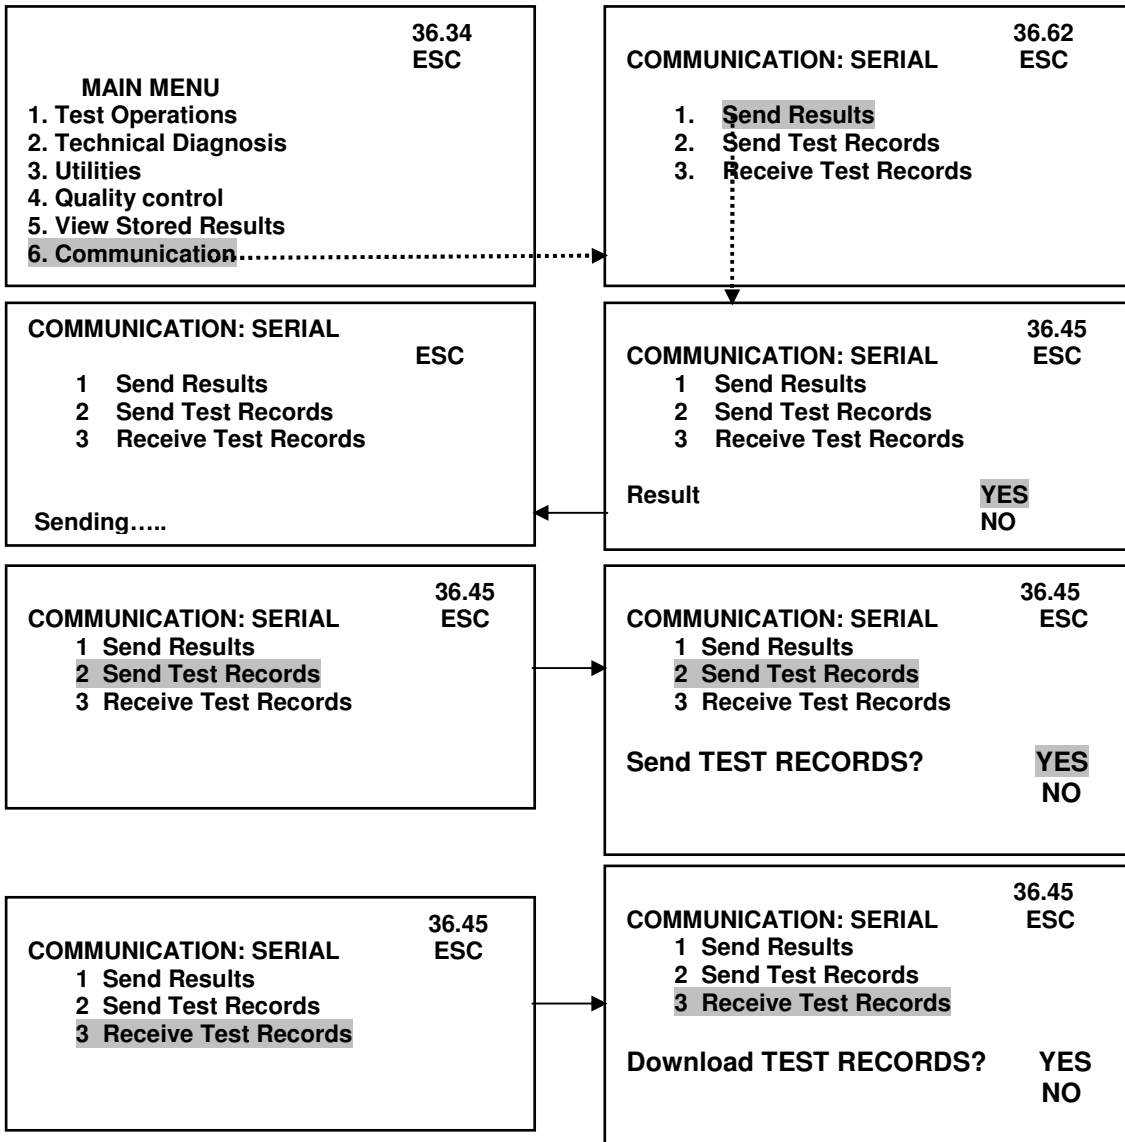 36.34
ESC
MAIN MENU
1. Test Operations
2. Technical Diagnosis
3. Utilities
4. Quality control
5. View Stored Results
6. Communication
36.62
COMMUNICATION: SERIAL ESC
1. Send Results
2. Send Test Records
3. Receive Test Records
COMMUNICATION: SERIAL
ESC
1 Send Results
2 Send Test Records
3 Receive Test Records
Sending…..
36.45
COMMUNICATION: SERIAL ESC
1 Send Results
2 Send Test Records
3 Receive Test Records
Result YES
NO
36.45
COMMUNICATION: SERIAL ESC
1 Send Results
2 Send Test Records
3 Receive Test Records
36.45
COMMUNICATION: SERIAL ESC
1 Send Results
2 Send Test Records
3 Receive Test Records
Send TEST RECORDS? YES
NO
36.45
COMMUNICATION: SERIAL ESC
1 Send Results
2 Send Test Records
3 Receive Test Records
36.45
COMMUNICATION: SERIAL ESC
1 Send Results
2 Send Test Records
3 Receive Test Records
Download TEST RECORDS? YES
NO